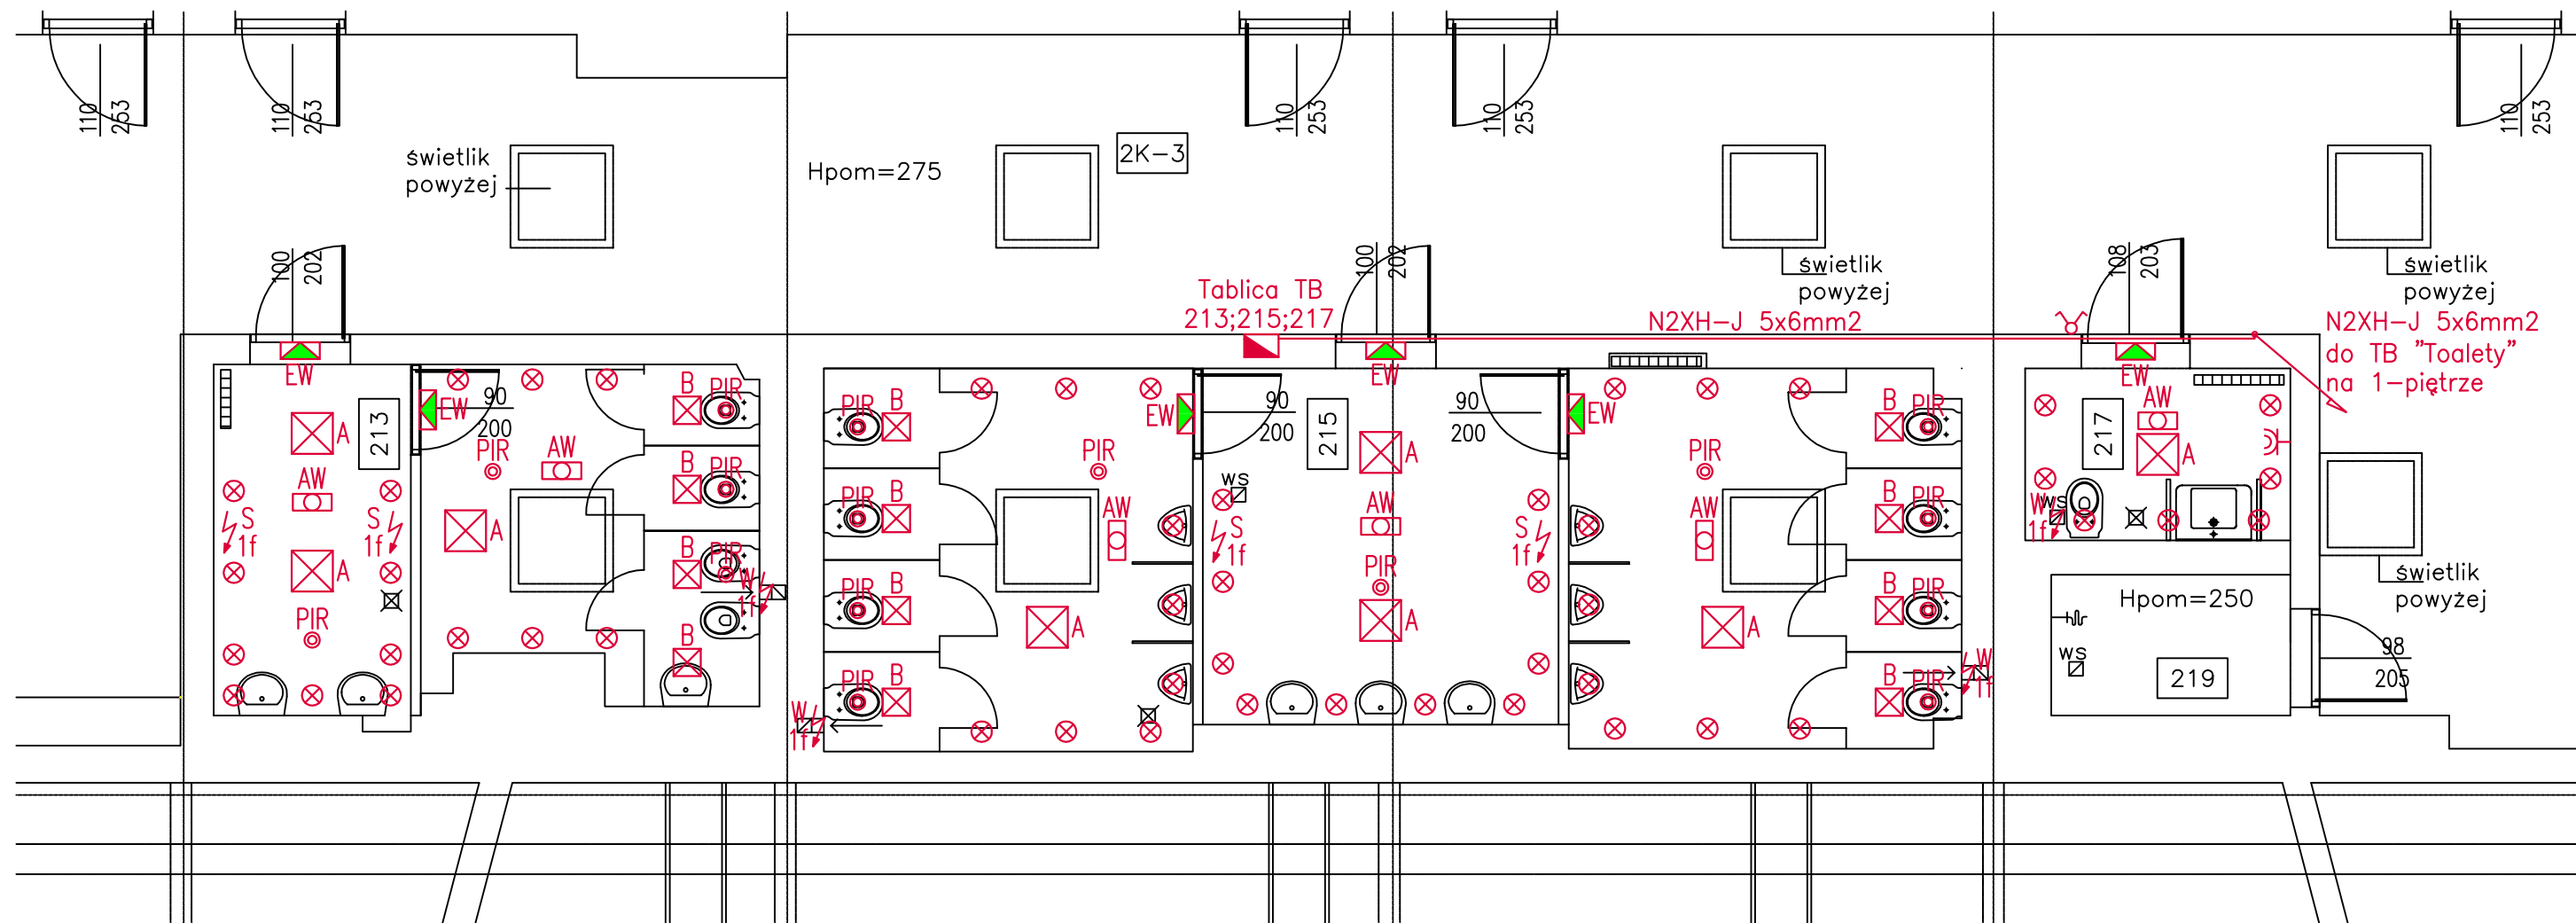 110
253
110
253
110
253
110
253
110
253
świetlik
powyżej
Hpom=275
2K-3
100
202
100
202
108
203
świetlik
powyżej
świetlik
powyżej
Tablica TB
213;215;217
N2XH-J 5x6mm2
N2XH-J 5x6mm2
do TB "Toalety"
na 1-piętrze
EW
A
213
AW
S
1f
S
1f
A
PIR
EW
90
200
PIR
AW
A
B
PIR
B
PIR
B
PIR
B
W
1f
PIR
B
PIR
B
PIR
B
PIR
B
W
1f
PIR
AW
A
EW
90
200
EW
215
A
ws
AW
S
1f
S
1f
PIR
A
90
200
EW
PIR
AW
A
B
PIR
B
PIR
B
PIR
B
PIR
W
1f
EW
217
AW
A
W
1f
ws
Hpom=250
ws
219
świetlik
powyżej
98
205